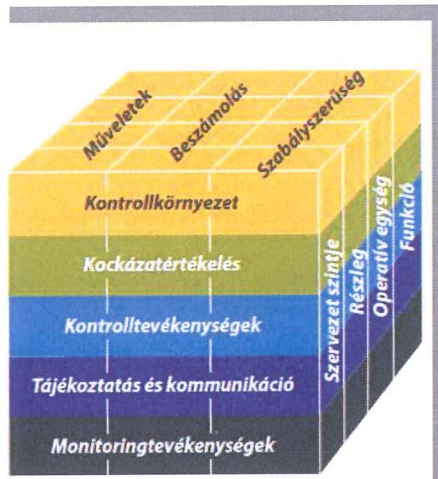 Műveletek
Beszámolás
Szabályszerűség
Kontrollkörnyezet
Kockázatértékelés
Kontrolltevékenységek
Tájékoztatás és kommunikáció
Monitoringtevékenységek
Szervezet szintje
Részleg
Operatív egység
Funkció